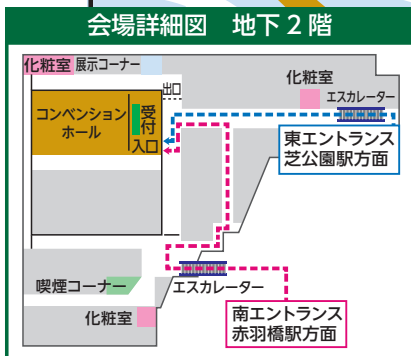 会場詳細図 地下2階
化粧室 展示コーナー
出口
化粧室
エスカレーター
コンベンション
ホール
受付
入口
東エントランス
芝公園駅方面
喫煙コーナー
エスカレーター
化粧室
南エントランス
赤羽橋駅方面